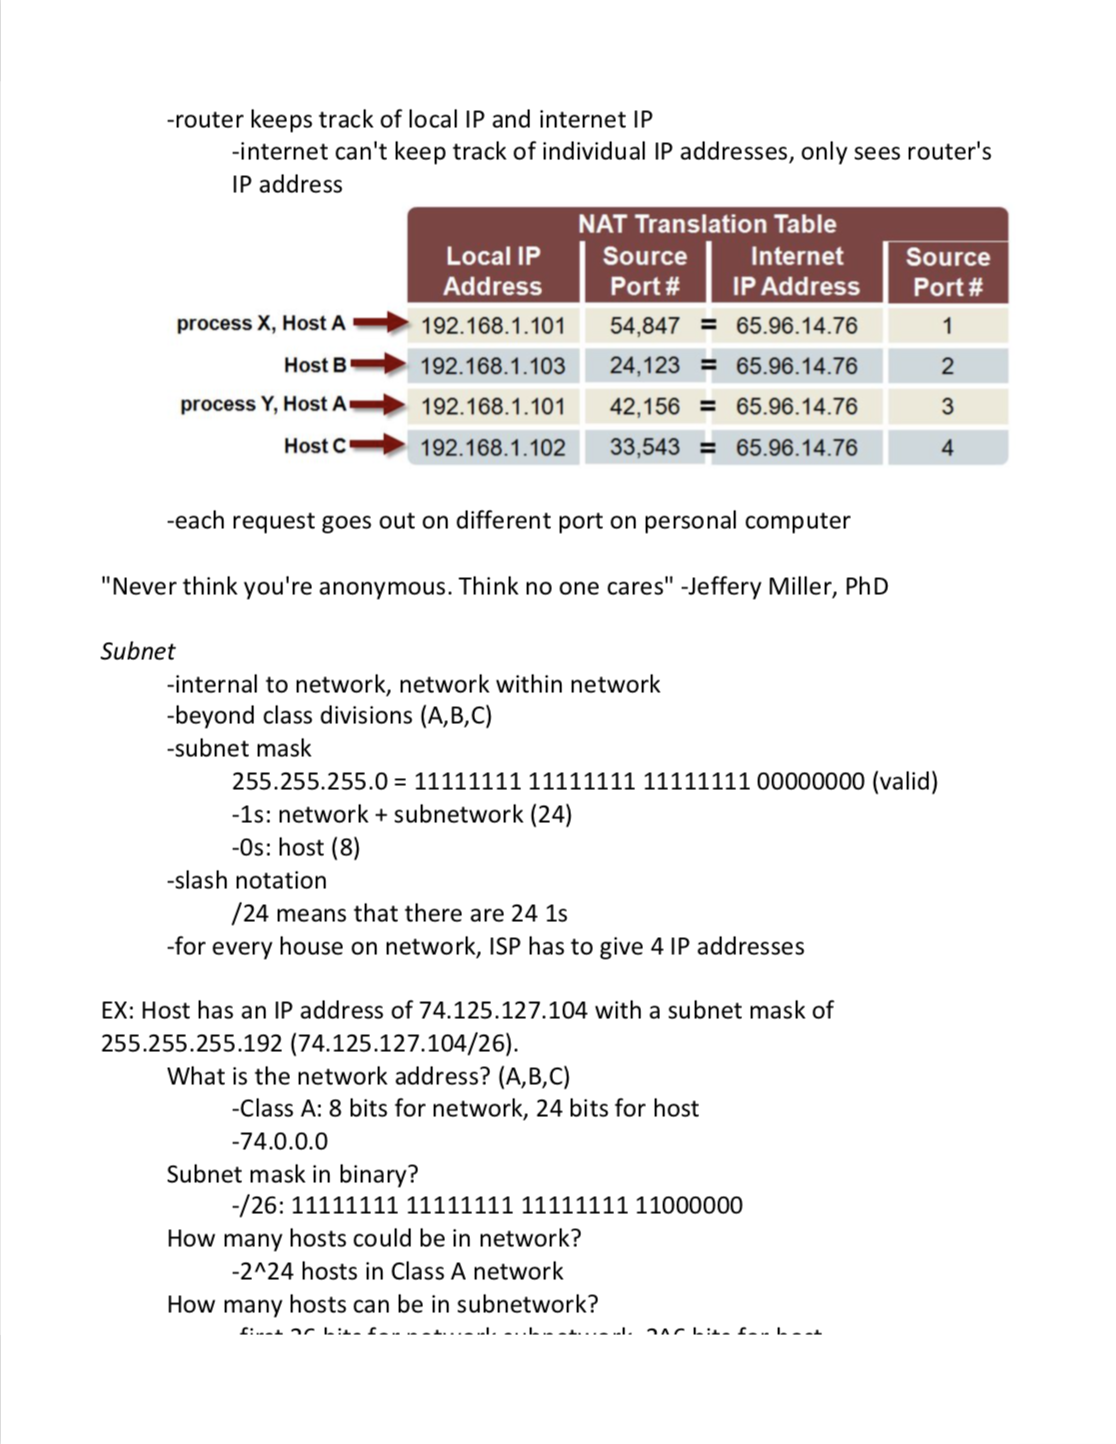 -router keeps track of local IP and internet IP
-internet can't keep track of individual IP addresses, only sees router's
IP address
NAT Translation Table
Local IP Address Source Port # Internet IP Address Source Port #
process X, Host A 192.168.1.101 54,847 = 65.96.14.76 1
Host B 192.168.1.103 24,123 = 65.96.14.76 2
process Y, Host A 192.168.1.101 42,156 = 65.96.14.76 3
Host C 192.168.1.102 33,543 = 65.96.14.76 4
-each request goes out on different port on personal computer
"Never think you're anonymous. Think no one cares" -Jeffery Miller, PhD
Subnet
-internal to network, network within network
-beyond class divisions (A,B,C)
-subnet mask
255.255.255.0 = 11111111 11111111 11111111 00000000 (valid)
-1s: network + subnetwork (24)
-0s: host (8)
-slash notation
/24 means that there are 24 1s
-for every house on network, ISP has to give 4 IP addresses
EX: Host has an IP address of 74.125.127.104 with a subnet mask of
255.255.255.192 (74.125.127.104/26).
What is the network address? (A,B,C)
-Class A: 8 bits for network, 24 bits for host
-74.0.0.0
Subnet mask in binary?
-/26: 11111111 11111111 11111111 11000000
How many hosts could be in network?
-2^24 hosts in Class A network
How many hosts can be in subnetwork?